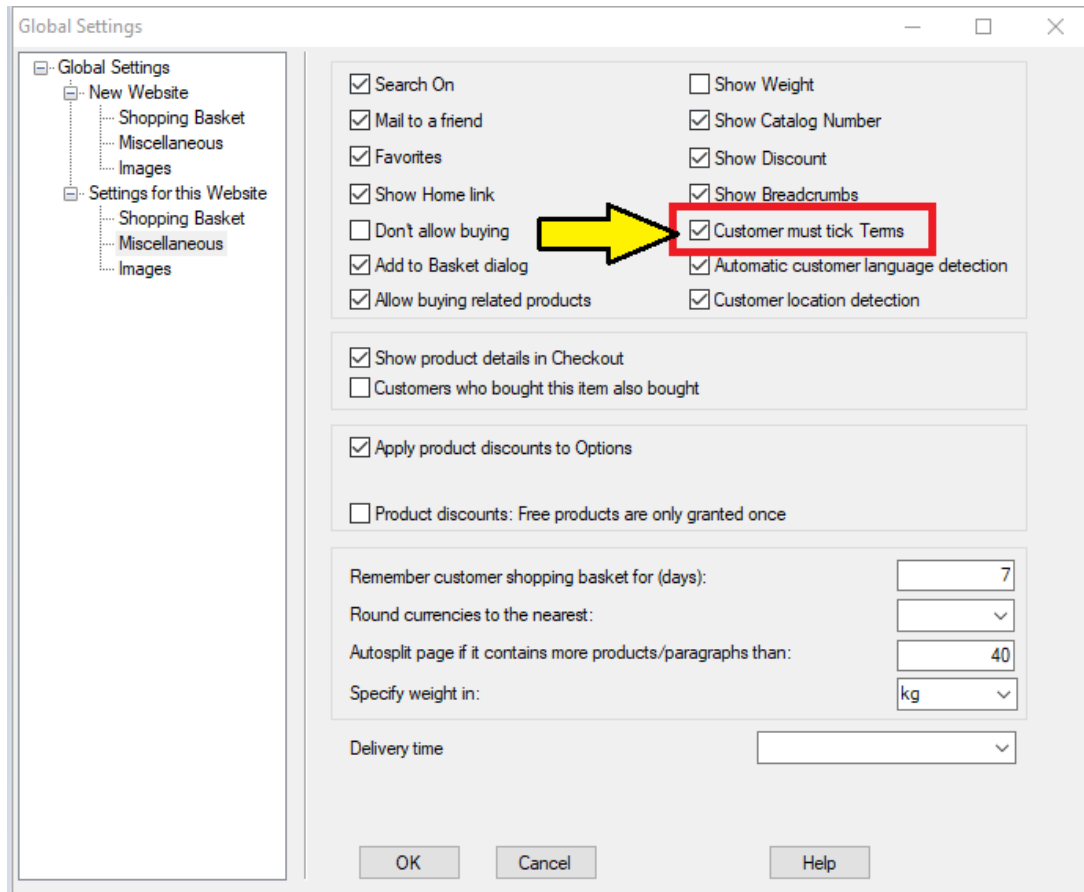 Global Settings
Global Settings
New Website
Shopping Basket
Miscellaneous
Images
Settings for this Website
Shopping Basket
Miscellaneous
Images
Search On
Mail to a friend
Favorites
Show Home link
Don't allow buying
Add to Basket dialog
Allow buying related products
Show Weight
Show Catalog Number
Show Discount
Show Breadcrumbs
Customer must tick Terms
Automatic customer language detection
Customer location detection
Show product details in Checkout
Customers who bought this item also bought
Apply product discounts to Options
Product discounts: Free products are only granted once
Remember customer shopping basket for (days): 7
Round currencies to the nearest:
Autosplit page if it contains more products/paragraphs than: 40
Specify weight in: kg
Delivery time
OK Cancel Help